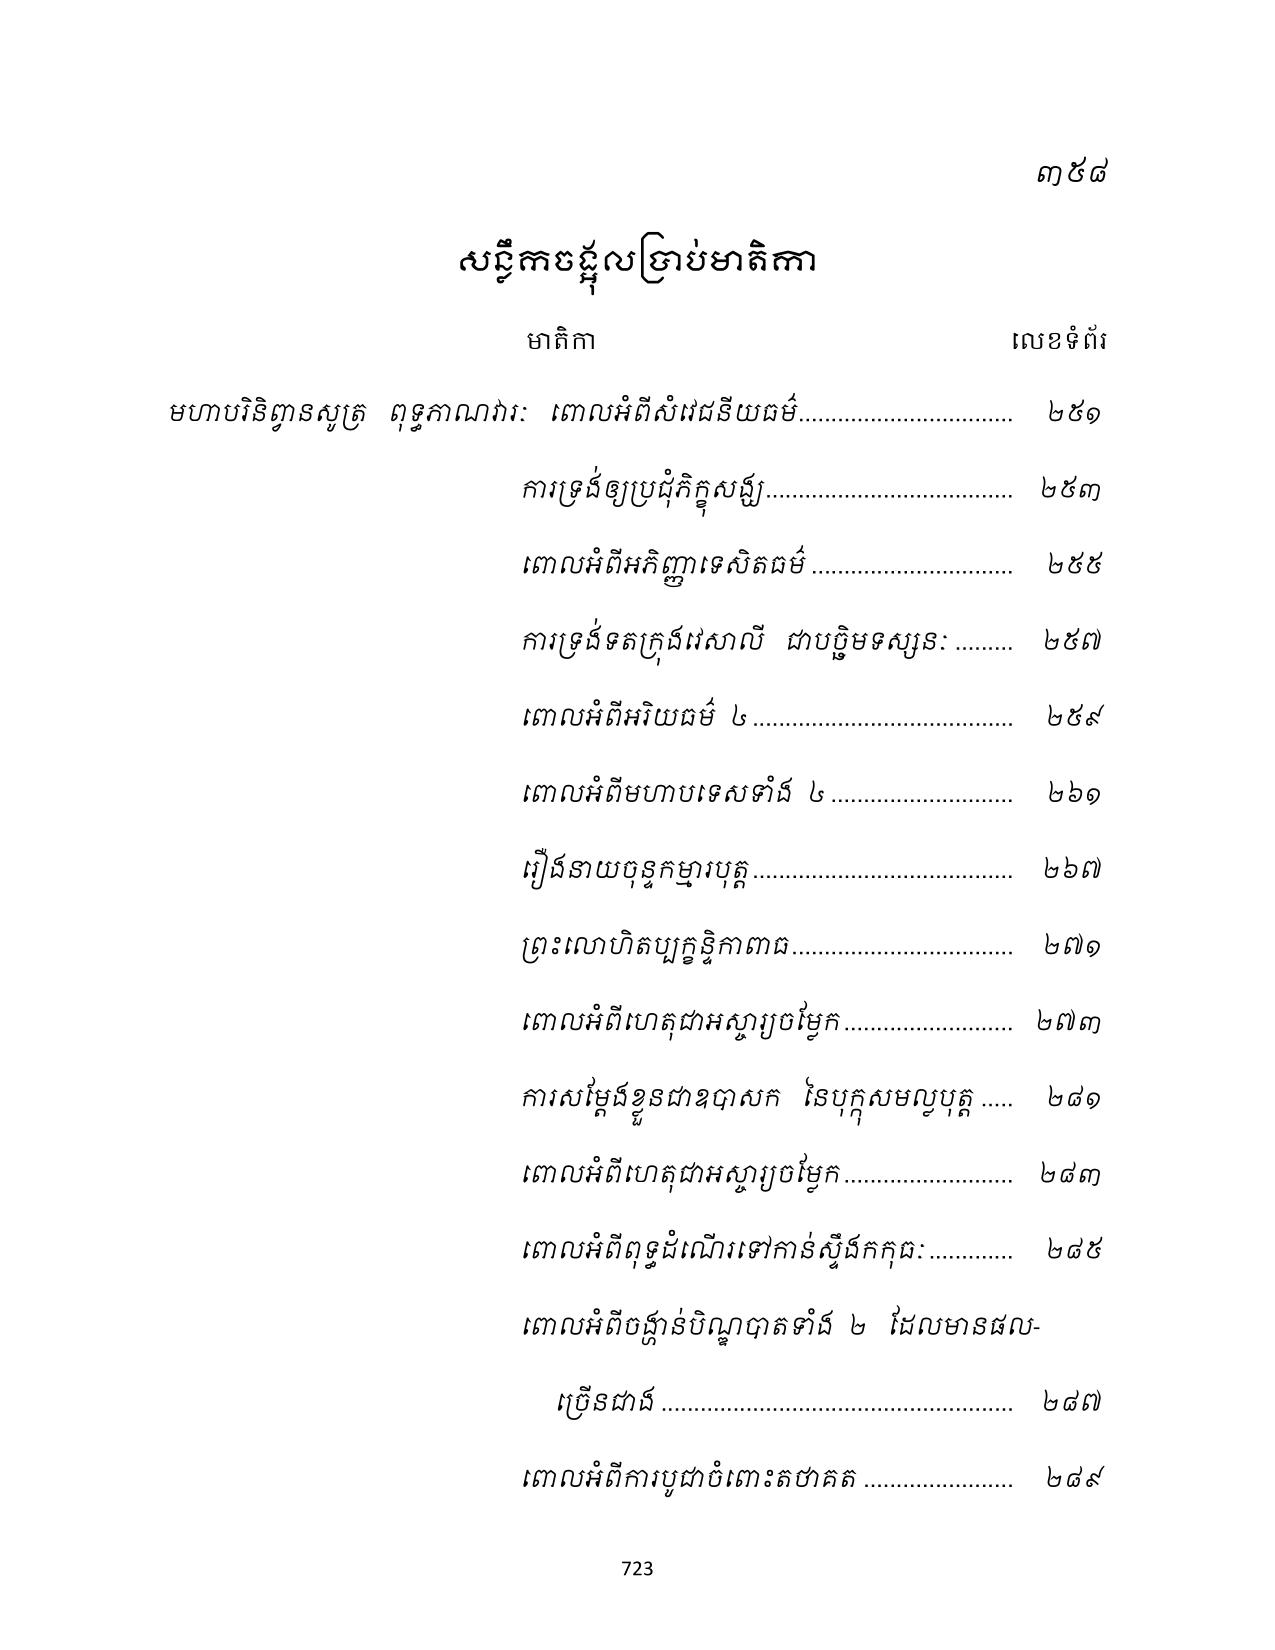 ៣៥៨
សន្លឹកចង្អុលប្រាប់មាតិកា
មាតិកា លេខទំព័រ
មហាបរិនិព្វានសូត្រ ពុទ្ធភាណវារៈ ពោលអំពីសំវេជនីយធម៌................................. ២៥១
ការទ្រង់ឲ្យប្រជុំភិក្ខុសង្ឃ...................................... ២៥៣
ពោលអំពីអភិញ្ញាទេសិតធម៌ ............................... ២៥៥
ការទ្រង់ទតក្រុងវេសាលី ជាបច្ឆិមទស្សនៈ ......... ២៥៧
ពោលអំពីអរិយធម៌ ៤........................................ ២៥៩
ពោលអំពីមហាបទេសទាំង ៤............................ ២៦១
រឿងនាយចុន្ទកម្មារបុត្ត........................................ ២៦៧
ព្រះលោហិតប្បក្ខន្ទិកាពាធ.................................. ២៧១
ពោលអំពីហេតុជាអស្ចារ្យចម្លែក.......................... ២៧៣
ការសម្តែងខ្លួនជាឧបាសក នៃបុក្កុសមល្លបុត្ត ..... ២៨១
ពោលអំពីហេតុជាអស្ចារ្យចម្លែក.......................... ២៨៣
ពោលអំពីពុទ្ធដំណើរទៅកាន់ស្ទឹងកកុធៈ............. ២៨៥
ពោលអំពីចង្ហាន់បិណ្ឌបាតទាំង ២ ដែលមានផល-
ច្រើនជាង ...................................................... ២៨៧
ពោលអំពីការបូជាចំពោះតថាគត ....................... ២៨៩
723